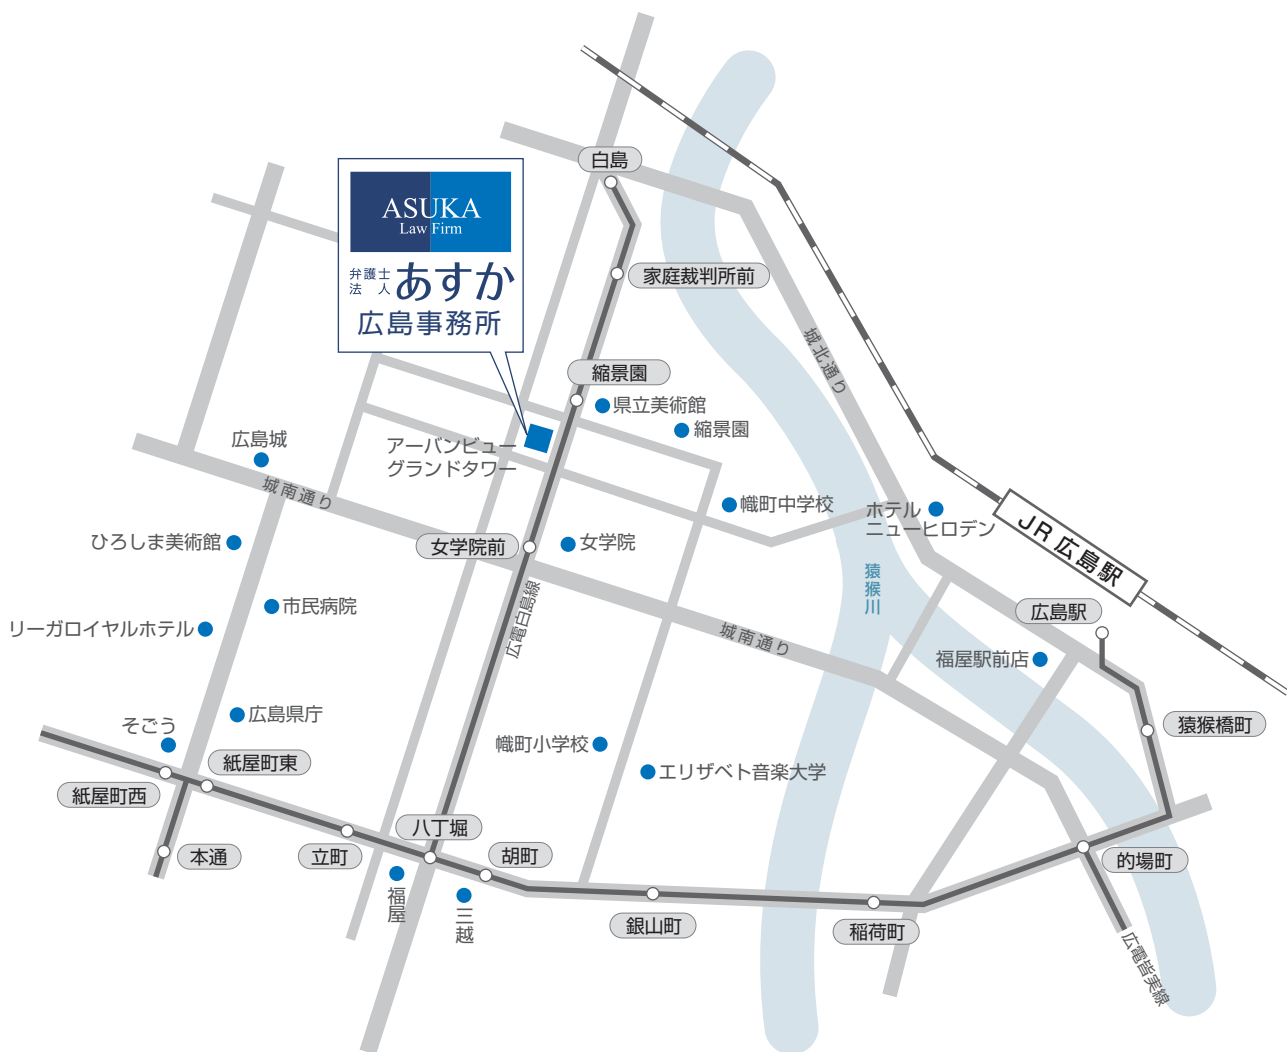 白島
ASUKA
Law Firm
弁護士
法人
あすか
広島事務所
家庭裁判所前
城北通り
縮景園
県立美術館
縮景園
アーバンビュー
グランドタワー
広島城
城南通り
幟町中学校
ホテル
ニューヒロデン
JR広島駅
ひろしま美術館
女学院前
女学院
猿猴川
市民病院
広電白島線
広島駅
リーガロイヤルホテル
城南通り
福屋駅前店
広島県庁
そごう
猿猴橋町
幟町小学校
紙屋町東
エリザベト音楽大学
紙屋町西
八丁堀
本通
立町
胡町
的場町
福屋
三越
銀山町
稲荷町
広電皆実線